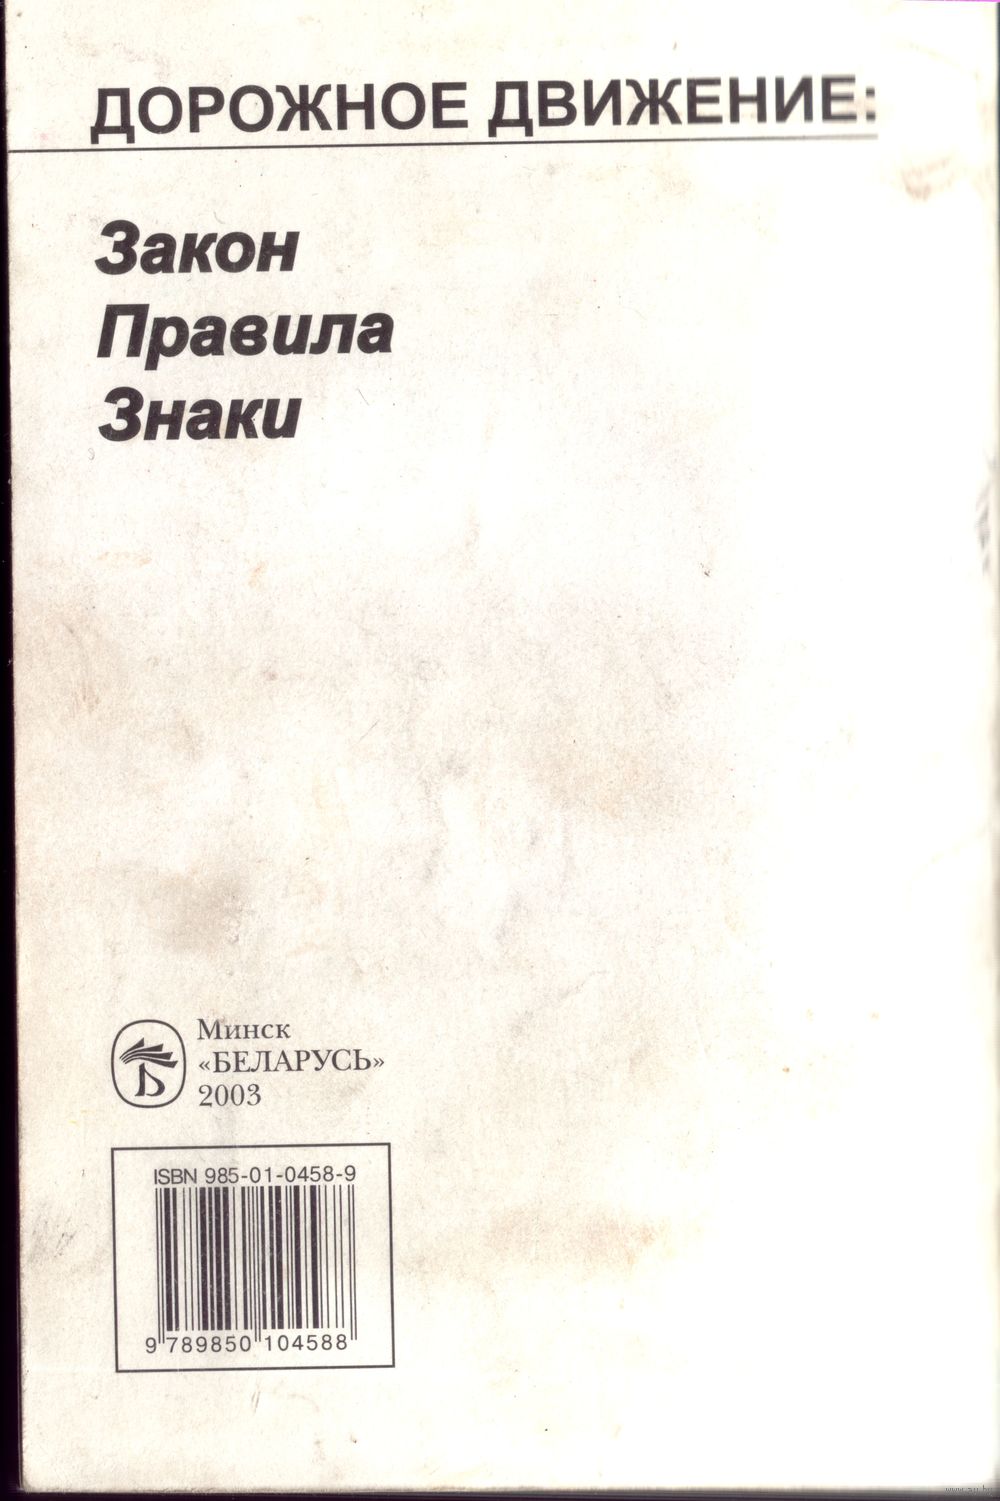 ДОРОЖНОЕ ДВИЖЕНИЕ:
Закон
Правила
Знаки
Минск
«БЕЛАРУСЬ»
2003
ISBN 985-01-0458-9
9 789850 104588